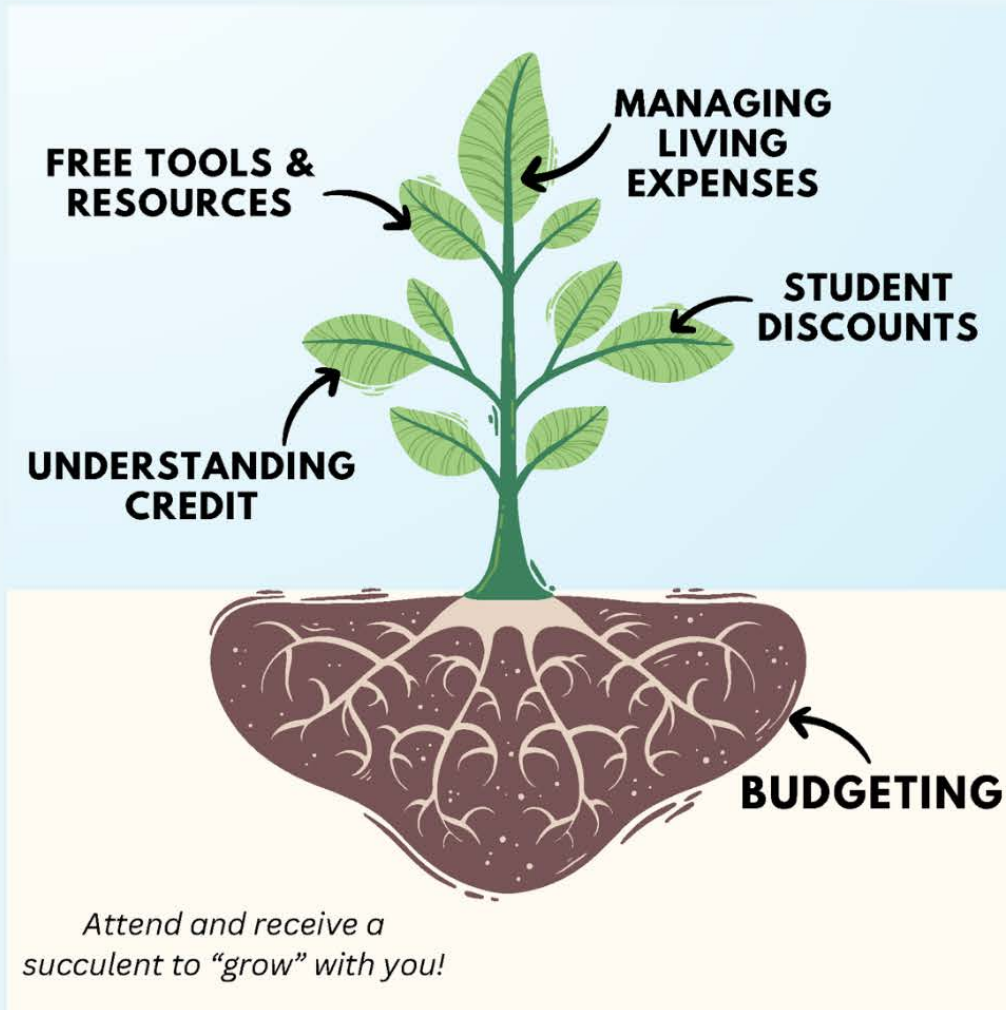 MANAGING
LIVING
EXPENSES
FREE TOOLS &
RESOURCES
STUDENT
DISCOUNTS
UNDERSTANDING
CREDIT
BUDGETING
Attend and receive a
succulent to “grow” with you!